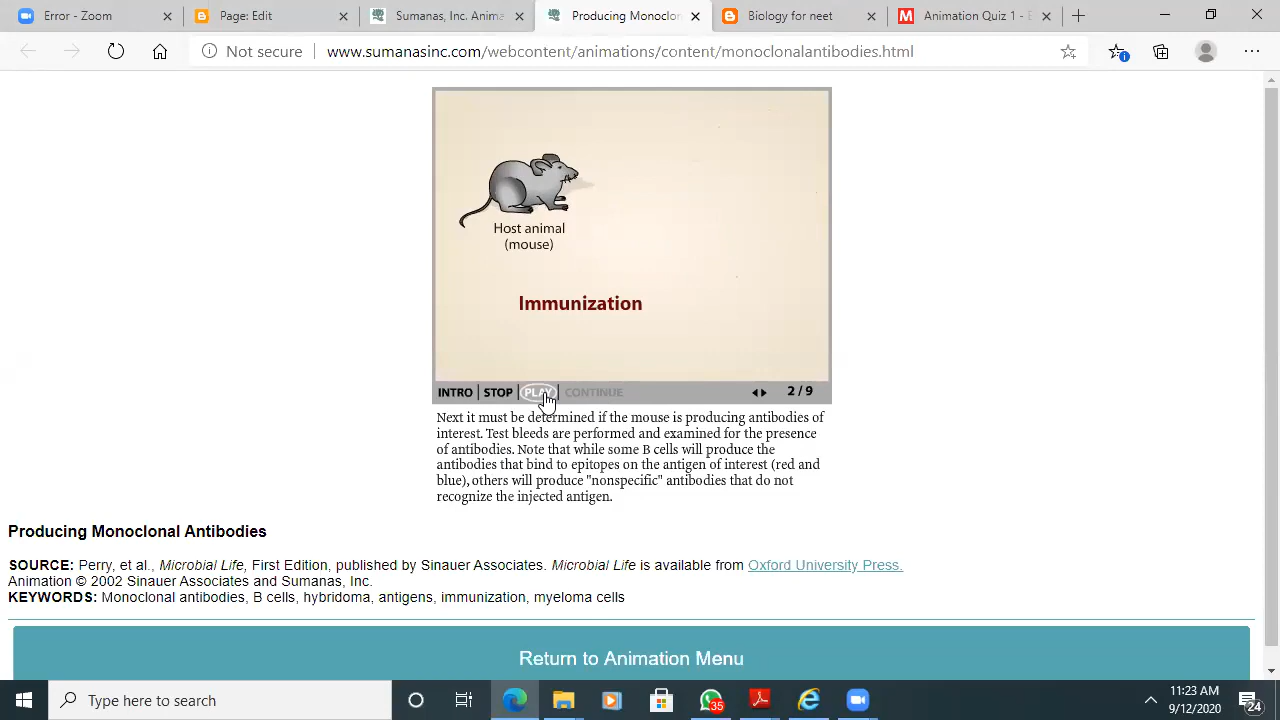 Error - Zoom
Page: Edit
Sumanas, Inc. Anima
Producing Monoclon
Biology for neet
Animation Quiz 1 - E
Not secure
www.sumanasinc.com/webcontent/animations/content/monoclonalantibodies.html
Host animal
(mouse)
Immunization
INTRO STOP PLAY CONTINUE 2 / 9
Next it must be determined if the mouse is producing antibodies of
interest. Test bleeds are performed and examined for the presence
of antibodies. Note that while some B cells will produce the
antibodies that bind to epitopes on the antigen of interest (red and
blue), others will produce "nonspecific" antibodies that do not
recognize the injected antigen.
Producing Monoclonal Antibodies
SOURCE: Perry, et al., Microbial Life, First Edition, published by Sinauer Associates. Microbial Life is available from Oxford University Press.
Animation © 2002 Sinauer Associates and Sumanas, Inc.
KEYWORDS: Monoclonal antibodies, B cells, hybridoma, antigens, immunization, myeloma cells
Return to Animation Menu
Type here to search
35
11:23 AM
9/12/2020
24